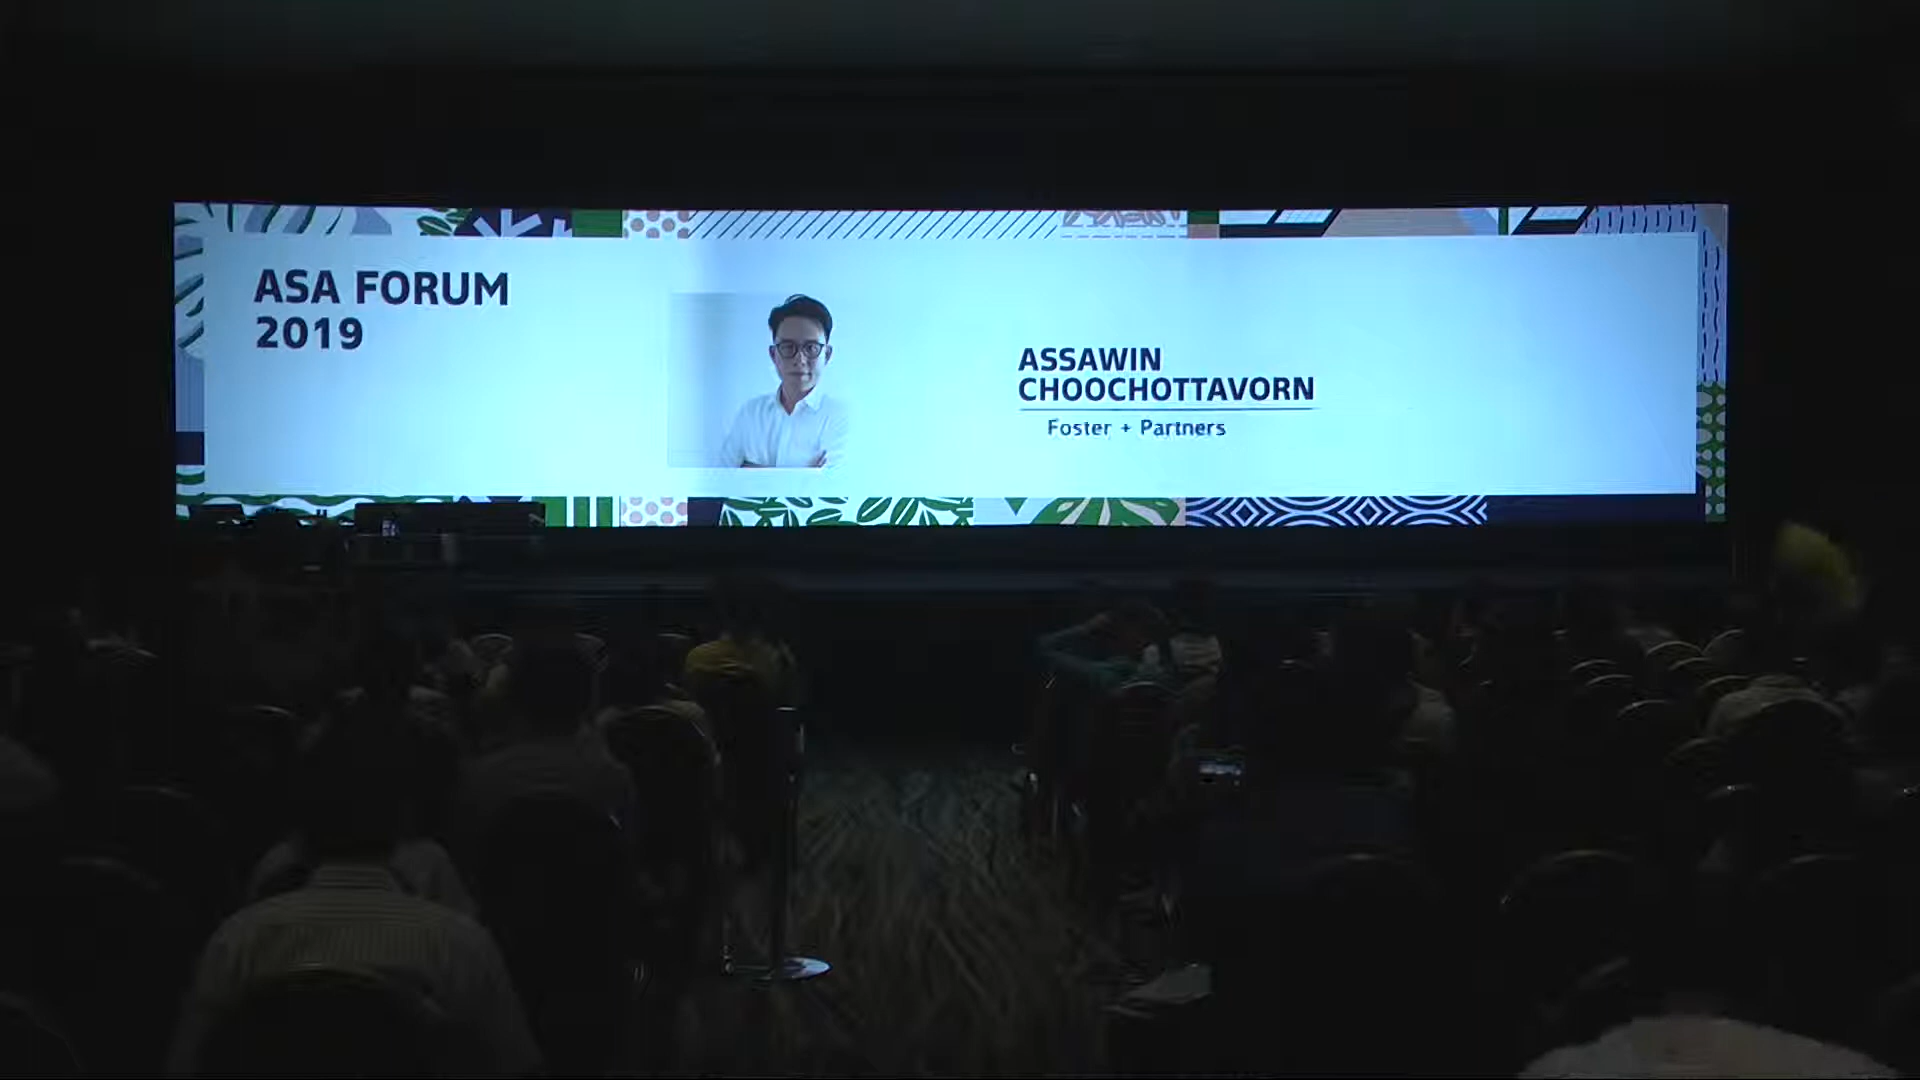 ASA FORUM
2019
ASSAWIN
CHOOCHOTTAVORN
Foster + Partners